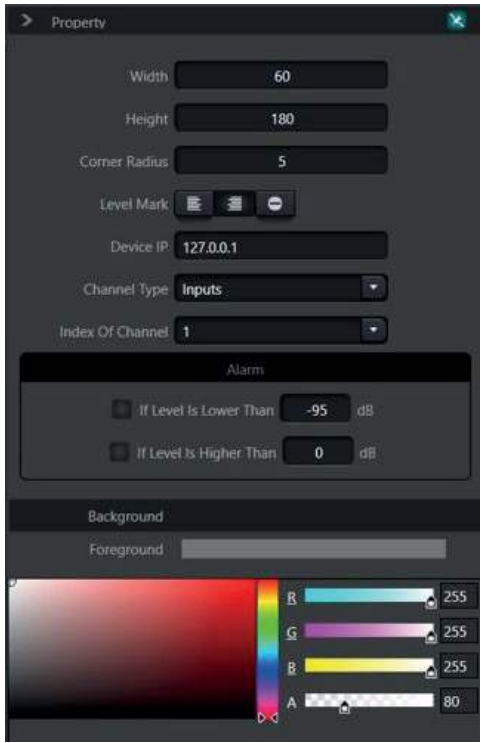 Property
Width 60
Height 180
Corner Radius 5
Level Mark
Device IP 127.0.0.1
Channel Type Inputs
Index Of Channel 1
Alarm
If Level Is Lower Than -95 dB
If Level Is Higher Than 0 dB
Background
Foreground
R 255
G 255
B 255
A 80